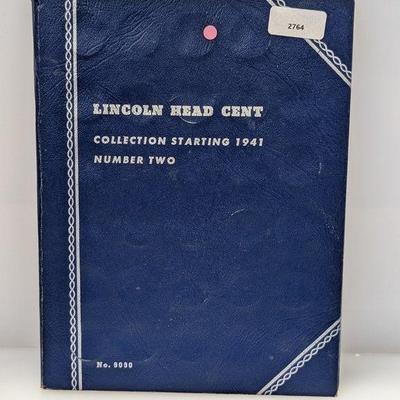 2764
LINCOLN HEAD CENT
COLLECTION STARTING 1941
NUMBER TWO
No. 9030